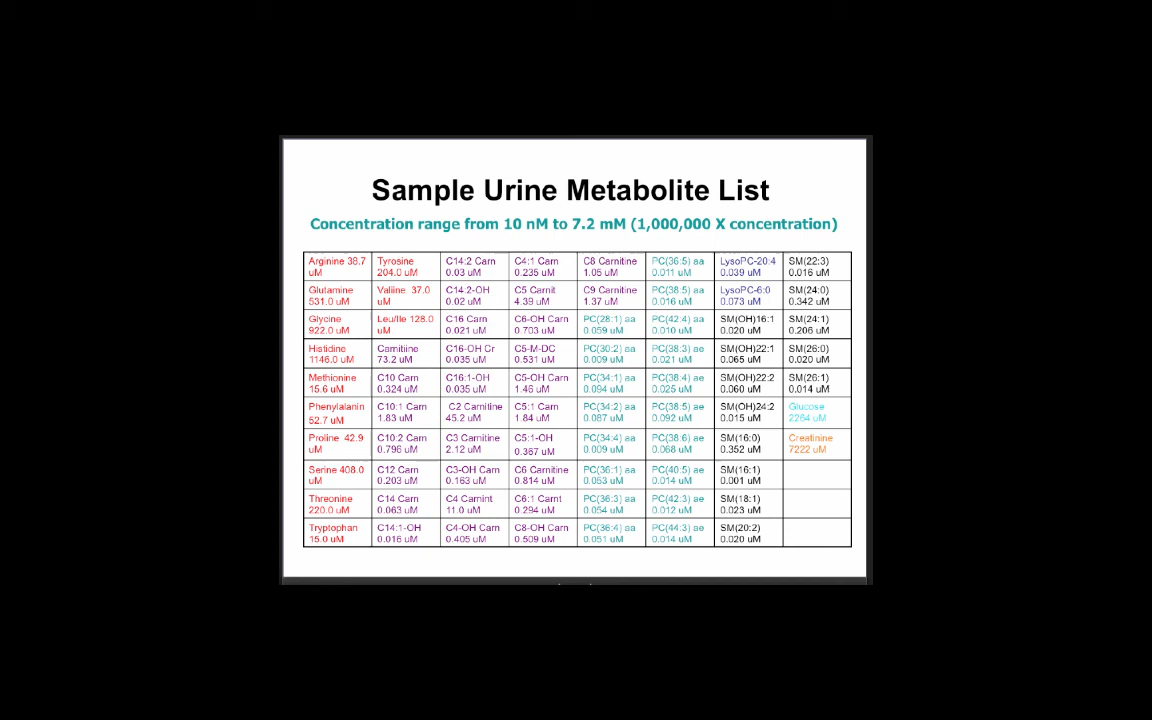 Sample Urine Metabolite List
Concentration range from 10 nM to 7.2 mM (1,000,000 X concentration)
Arginine 38.7 uM Tyrosine 204.0 uM C14:2 Carn 0.03 uM C4:1 Carn 0.235 uM C8 Carnitine 1.05 uM PC(36:5) aa 0.011 uM LysoPC-20:4 0.039 uM SM(22:3) 0.016 uM
Glutamine 531.0 uM Valiine 37.0 uM C14:2-OH 0.02 uM C5 Carnit 4.39 uM C9 Carnitine 1.37 uM PC(38:5) aa 0.016 uM LysoPC-6:0 0.073 uM SM(24:0) 0.342 uM
Glycine 922.0 uM Leu/Ile 128.0 uM C16 Carn 0.021 uM C6-OH Carn 0.703 uM PC(28:1) aa 0.059 uM PC(42:4) aa 0.010 uM SM(OH)16:1 0.020 uM SM(24:1) 0.206 uM
Histidine 1146.0 uM Carnitiine 73.2 uM C16-OH Cr 0.035 uM C5-M-DC 0.531 uM PC(30:2) aa 0.009 uM PC(38:3) ae 0.021 uM SM(OH)22:1 0.065 uM SM(26:0) 0.020 uM
Methionine 15.6 uM C10 Carn 0.324 uM C16:1-OH 0.035 uM C5-OH Carn 1.46 uM PC(34:1) aa 0.094 uM PC(38:4) ae 0.025 uM SM(OH)22:2 0.060 uM SM(26:1) 0.014 uM
Phenylalanin 52.7 uM C10:1 Carn 1.83 uM C2 Carnitine 45.2 uM C5:1 Carn 1.84 uM PC(34:2) aa 0.087 uM PC(38:5) ae 0.092 uM SM(OH)24:2 0.015 uM Glucose 2264 uM
Proline 42.9 uM C10:2 Carn 0.796 uM C3 Carnitine 2.12 uM C5:1-OH 0.367 uM PC(34:4) aa 0.009 uM PC(38:6) ae 0.068 uM SM(16:0) 0.352 uM Creatinine 7222 uM
Serine 408.0 uM C12 Carn 0.203 uM C3-OH Carn 0.163 uM C6 Carnitine 0.814 uM PC(36:1) aa 0.053 uM PC(40:5) ae 0.014 uM SM(16:1) 0.001 uM
Threonine 220.0 uM C14 Carn 0.063 uM C4 Carnint 11.0 uM C6:1 Carnt 0.294 uM PC(36:3) aa 0.054 uM PC(42:3) ae 0.012 uM SM(18:1) 0.023 uM
Tryptophan 15.0 uM C14:1-OH 0.016 uM C4-OH Carn 0.405 uM C8-OH Carn 0.509 uM PC(36:4) aa 0.051 uM PC(44:3) ae 0.014 uM SM(20:2) 0.020 uM